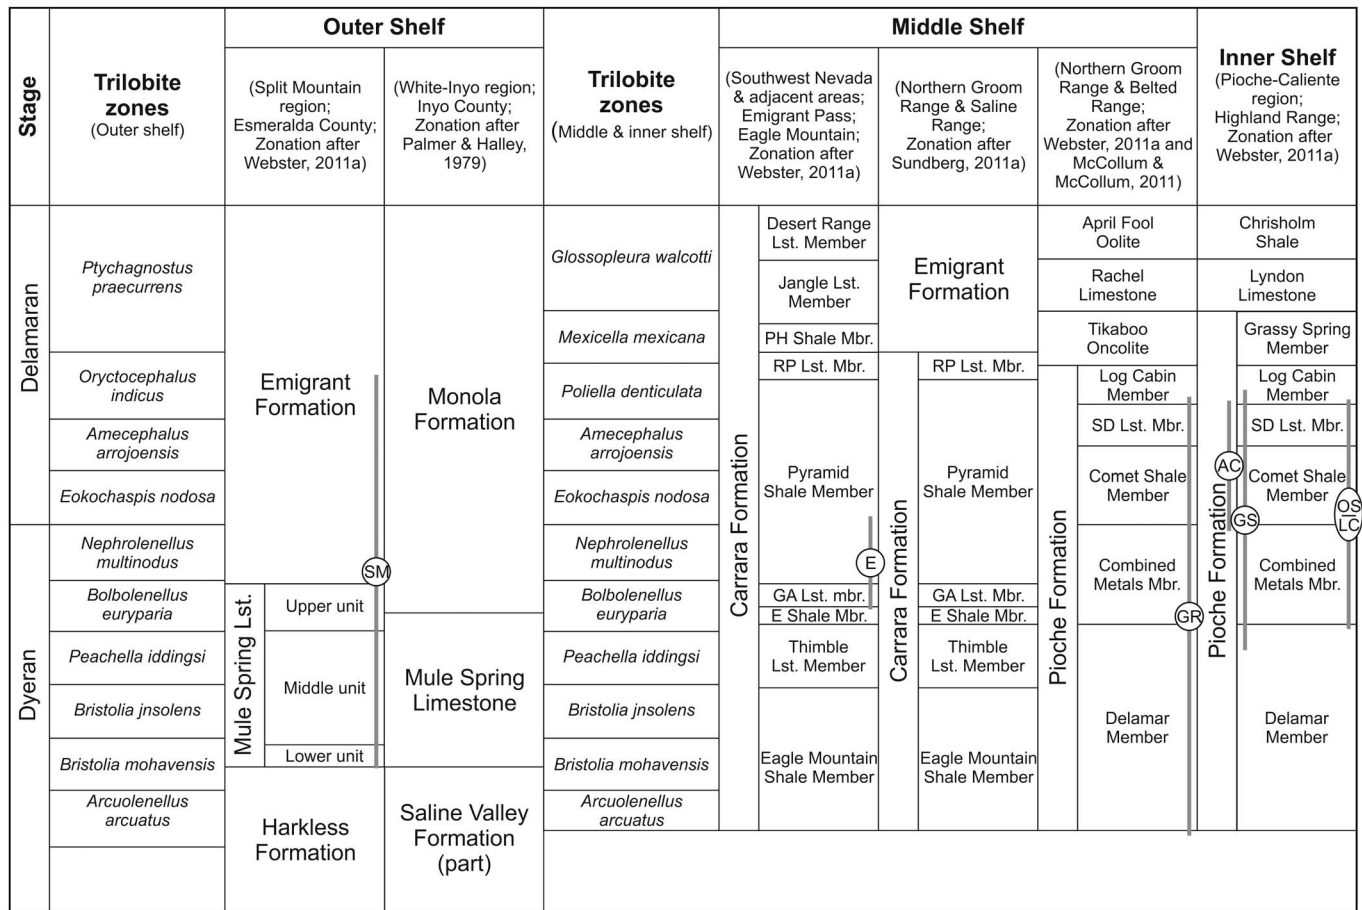 Stage
Trilobite
zones
(Outer shelf)
Outer Shelf
(Split Mountain
region;
Esmeralda County;
Zonation after
Webster, 2011a)
(White-Inyo region;
Inyo County;
Zonation after
Palmer & Halley,
1979)
Trilobite
zones
(Middle & inner shelf)
Middle Shelf
(Southwest Nevada
& adjacent areas;
Emigrant Pass;
Eagle Mountain;
Zonation after
Webster, 2011a)
(Northern Groom
Range & Saline
Range;
Zonation after
Sundberg, 2011a)
(Northern Groom
Range & Belted
Range;
Zonation after
Webster, 2011a and
McCollum &
McCollum, 2011)
Inner Shelf
(Pioche-Caliente
region;
Highland Range;
Zonation after
Webster, 2011a)
Delamaran
Dyeran
Ptychagnostus
praecurrens
Oryctocephalus
indicus
Amecephalus
arrojoensis
Eokochaspis nodosa
Nephrolenellus
multinodus
Bolbolenellus
euryparia
Peachella iddingsi
Bristolia jnsolens
Bristolia mohavensis
Arcuolenellus
arcuatus
Emigrant
Formation
SM
Mule Spring Lst.
Upper unit
Middle unit
Lower unit
Harkless
Formation
Monola
Formation
Mule Spring
Limestone
Saline Valley
Formation
(part)
Glossopleura walcotti
Mexicella mexicana
Poliella denticulata
Amecephalus
arrojoensis
Eokochaspis nodosa
Nephrolenellus
multinodus
Bolbolenellus
euryparia
Peachella iddingsi
Bristolia jnsolens
Bristolia mohavensis
Arcuolenellus
arcuatus
Carrara Formation
Desert Range
Lst. Member
Jangle Lst.
Member
PH Shale Mbr.
RP Lst. Mbr.
Pyramid
Shale Member
E
GA Lst. mbr.
E Shale Mbr.
Thimble
Lst. Member
Eagle Mountain
Shale Member
Emigrant
Formation
Carrara Formation
RP Lst. Mbr.
Pyramid
Shale Member
GA Lst. Mbr.
E Shale Mbr.
Thimble
Lst. Member
Eagle Mountain
Shale Member
April Fool
Oolite
Rachel
Limestone
Tikaboo
Oncolite
Pioche Formation
Log Cabin
Member
SD Lst. Mbr.
Comet Shale
Member
Combined
Metals Mbr.
GR
Delamar
Member
Chrisholm
Shale
Lyndon
Limestone
Pioche Formation
Grassy Spring
Member
Log Cabin
Member
SD Lst. Mbr.
AC
Comet Shale
Member
GS
OS
LC
Combined
Metals Mbr.
Delamar
Member